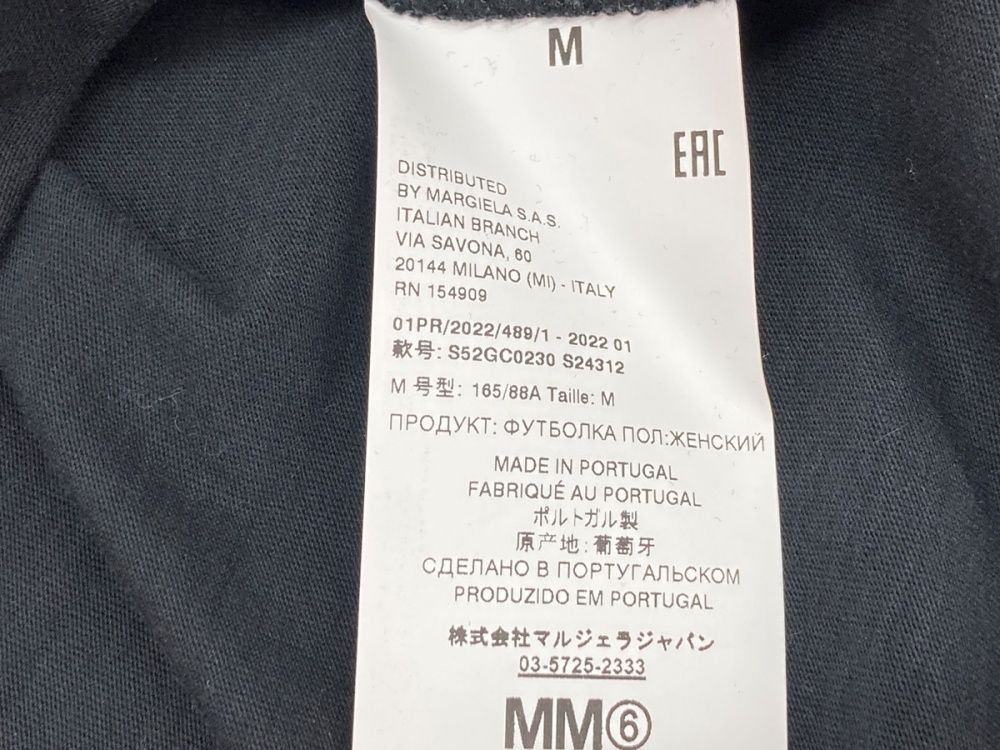 M
EAC
DISTRIBUTED
BY MARGIELA S.A.S.
ITALIAN BRANCH
VIA SAVONA, 60
20144 MILANO (MI) - ITALY
RN 154909
01PR/2022/489/1 - 2022 01
款号: S52GC0230 S24312
M 号型: 165/88A Taille: M
ПРОДУКТ: ФУТБОЛКА ПОЛ:ЖЕНСКИЙ
MADE IN PORTUGAL
FABRIQUÉ AU PORTUGAL
ポルトガル製
原产地:葡萄牙
СДЕЛАНО В ПОРТУГАЛЬСКОМ
PRODUZIDO EM PORTUGAL
株式会社マルジェラジャパン
03-5725-2333
MM⑥